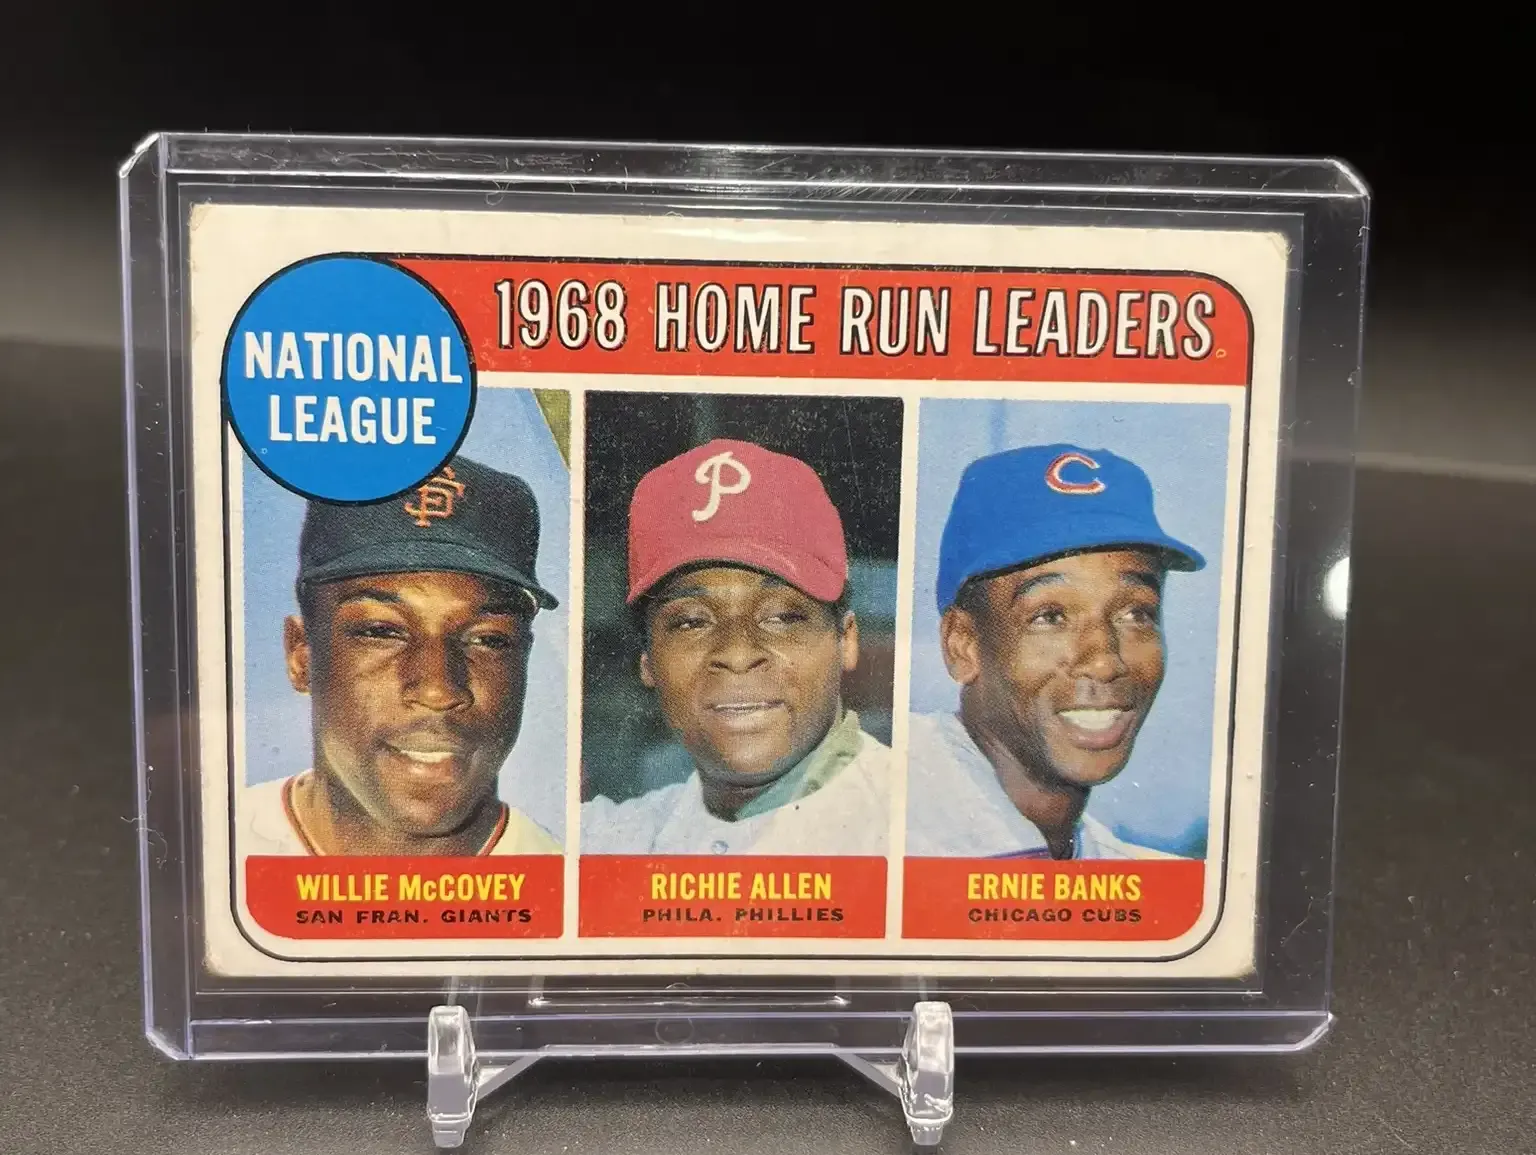 NATIONAL
LEAGUE
1968 HOME RUN LEADERS
SF
P
C
WILLIE McCOVEY
SAN FRAN. GIANTS
RICHIE ALLEN
PHILA. PHILLIES
ERNIE BANKS
CHICAGO CUBS